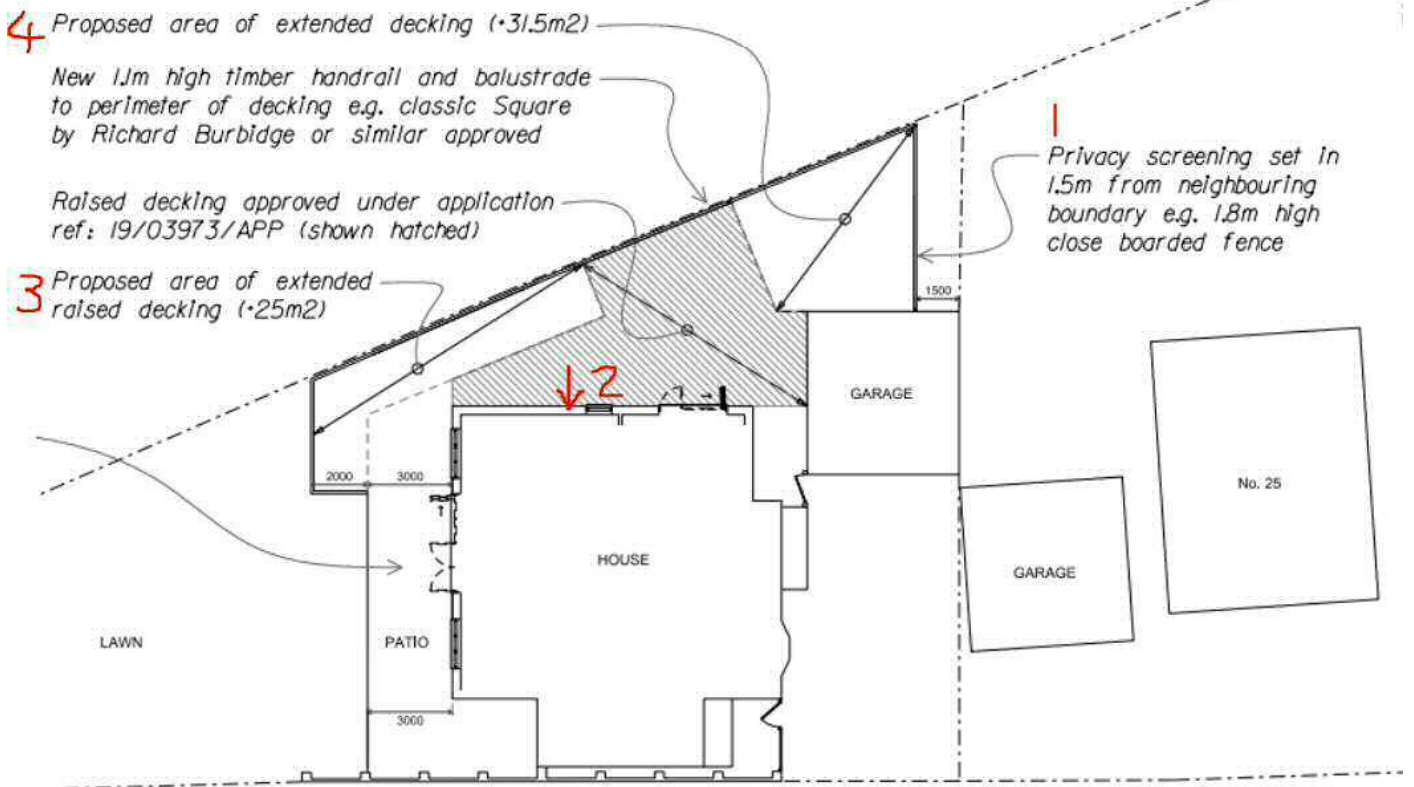 4 Proposed area of extended decking (•31.5m2)
New 1.1m high timber handrail and balustrade
to perimeter of decking e.g. classic Square
by Richard Burbidge or similar approved
1
Privacy screening set in
1.5m from neighbouring
boundary e.g. 1.8m high
close boarded fence
Raised decking approved under application
ref: 19/03973/APP (shown hatched)
3 Proposed area of extended
raised decking (•25m2)
1500
2
GARAGE
2000
3000
No. 25
HOUSE
GARAGE
LAWN
PATIO
3000